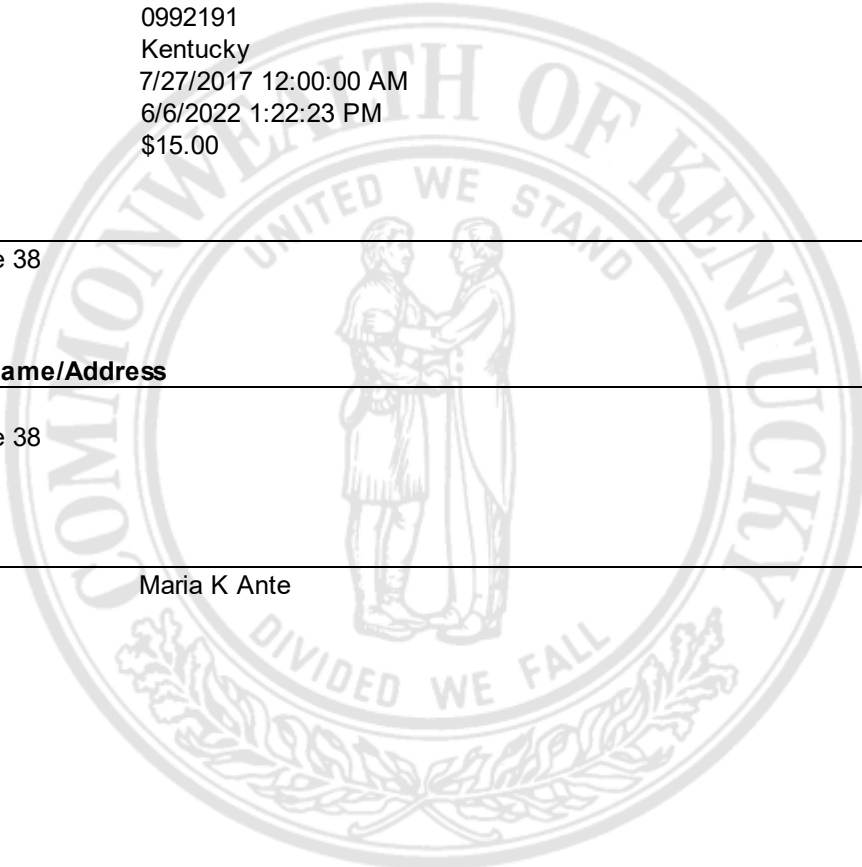 0992191
Kentucky
7/27/2017 12:00:00 AM
6/6/2022 1:22:23 PM
$15.00
COMMONWEALTH OF KENTUCKY
UNITED WE STAND
e 38
ame/Address
e 38
Maria K Ante
DIVIDED WE FALL